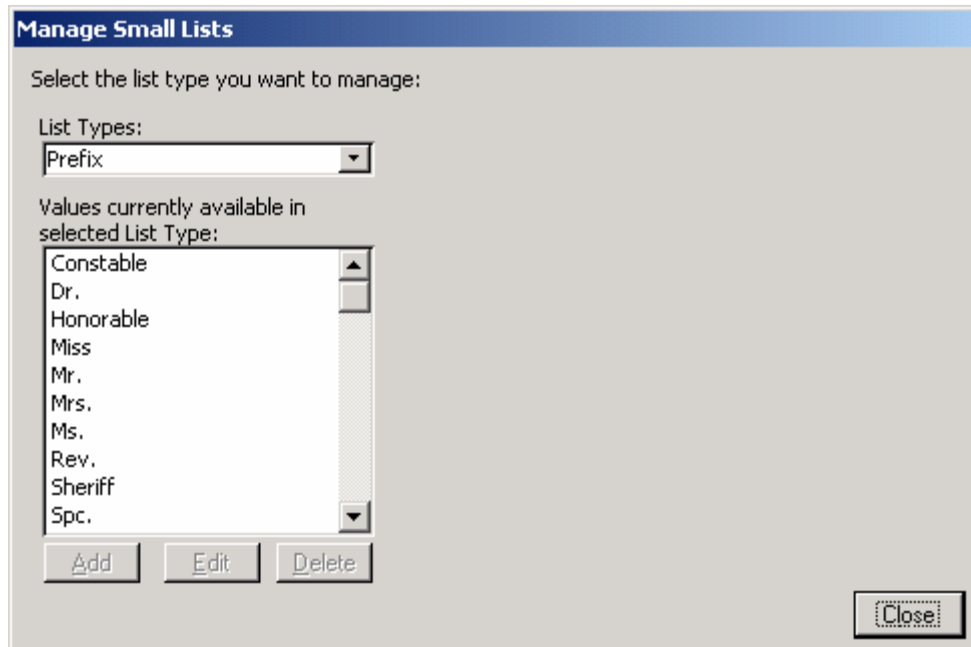 Manage Small Lists
Select the list type you want to manage:
List Types:
Prefix
Values currently available in
selected List Type:
Constable
Dr.
Honorable
Miss
Mr.
Mrs.
Ms.
Rev.
Sheriff
Spc.
Add Edit Delete
Close